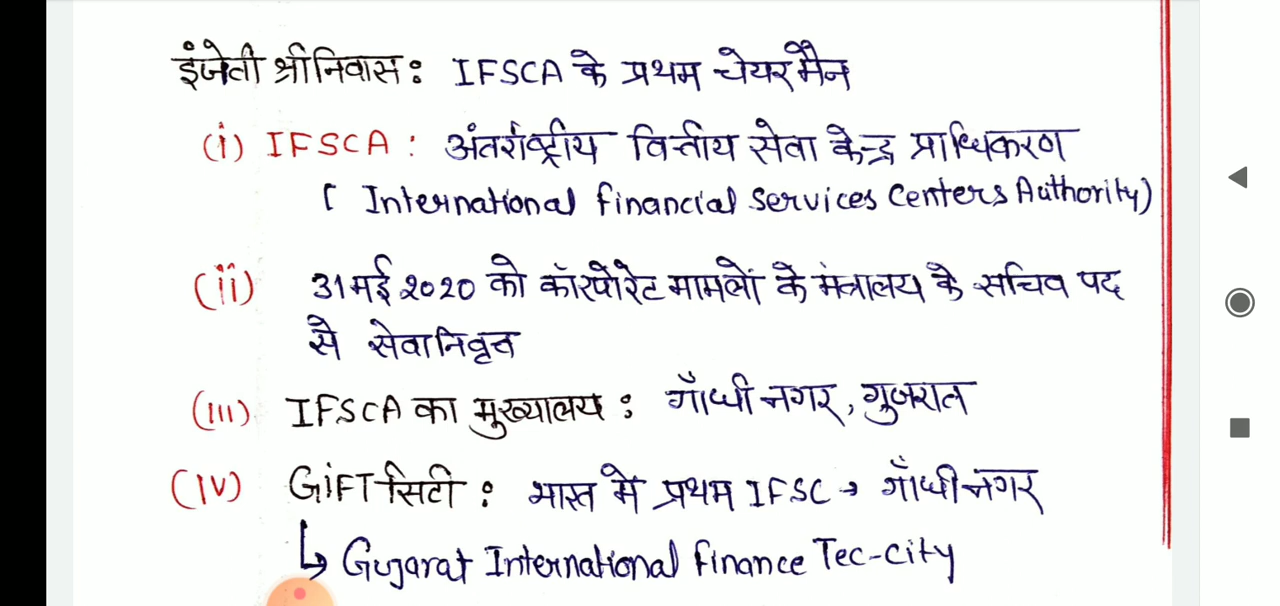 इंजेती श्रीनिवास : IFSCA के प्रथम चेयरमैन
(i) IFSCA : अंतर्राष्ट्रीय वित्तीय सेवा केन्द्र प्राधिकरण
[ International financial services Centers Authority)
(ii) 31 मई 2020 को कॉरपोरेट मामलों के मंत्रालय के सचिव पद
से सेवानिवृत्त
(iii) IFSCA का मुख्यालय : गाँधी नगर, गुजरात
(iv) GiFT सिटी : भारत मे प्रथम IFSC → गाँधीनगर
↳ Gujarat International finance Tec-city